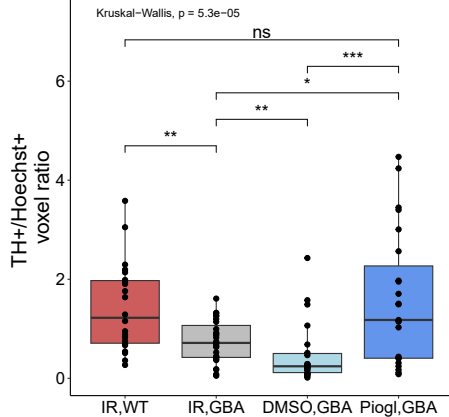 Kruskal−Wallis, p = 5.3e−05
ns
***
*
**
**
TH+/Hoechst+
voxel ratio
6
4
2
0
IR,WT IR,GBA DMSO,GBA Piogl,GBA